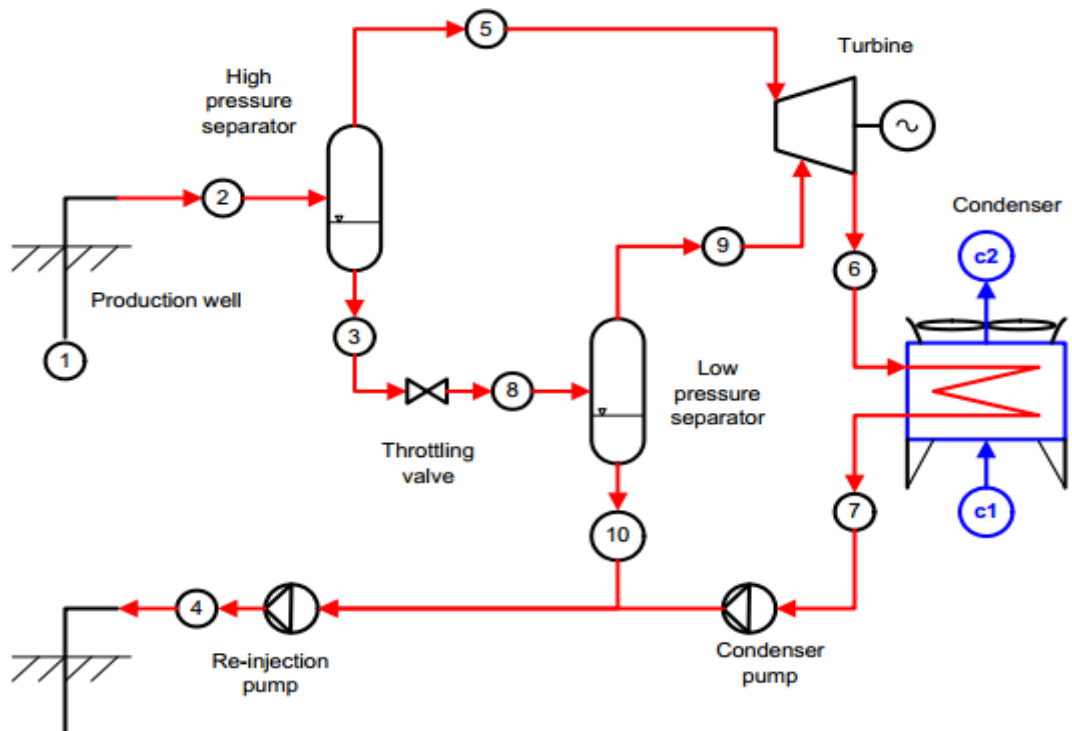 5
Turbine
High
pressure
separator
~
2
9
Condenser
c2
6
Production well
3
1
8
Low
pressure
separator
Throttling
valve
7
c1
10
4
Re-injection
pump
Condenser
pump